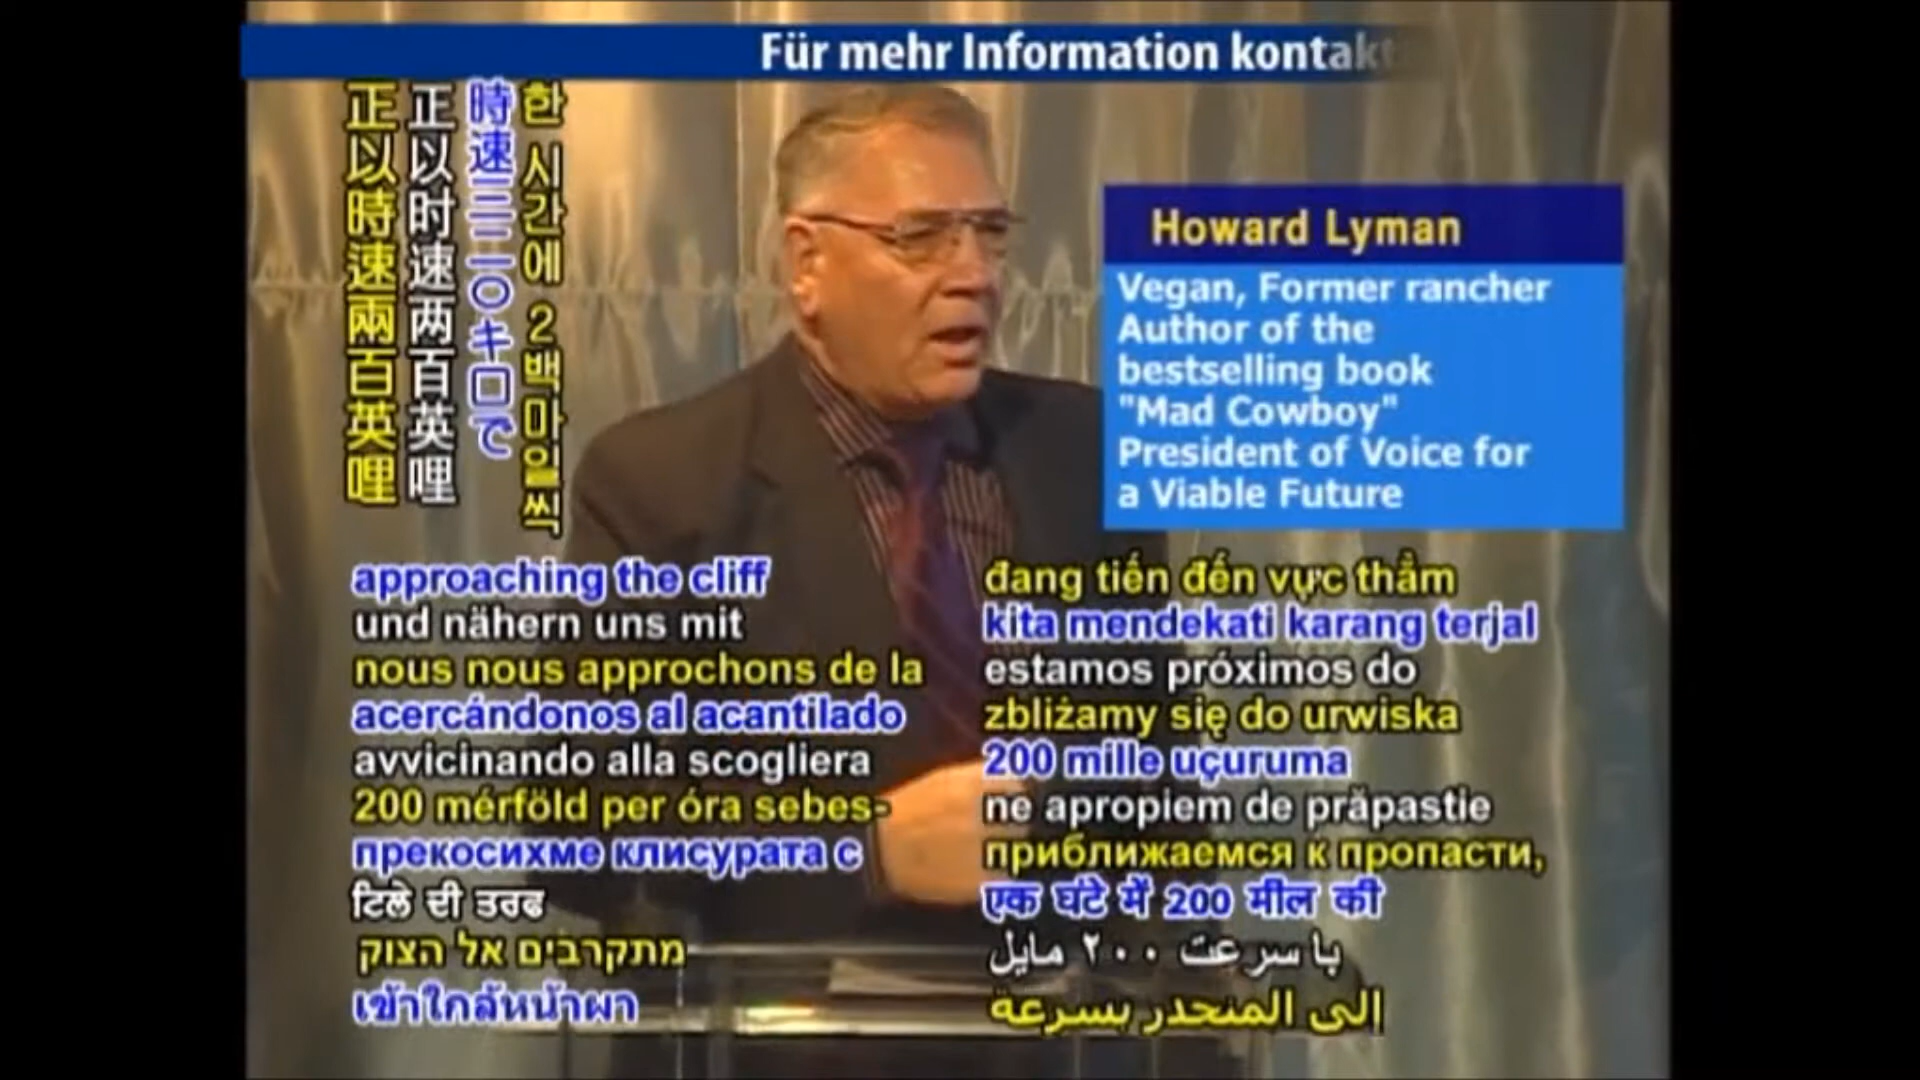 Für mehr Information kontak
한 시간에 2백마일씩
時速三二〇キロで
正以时速两百英哩
正以時速兩百英哩
Howard Lyman
Vegan, Former rancher
Author of the
bestselling book
"Mad Cowboy"
President of Voice for
a Viable Future
approaching the cliff
und nähern uns mit
nous nous approchons de la
acercándonos al acantilado
avvicinando alla scogliera
200 mérföld per óra sebes-
прекосихме клисурата с
ਟਿਲੇ ਦੀ ਤਰਫ
מתקרבים אל הצוק
เข้าใกล้หน้าผา
đang tiến đến vực thẳm
kita mendekati karang terjal
estamos próximos do
zbliżamy się do urwiska
200 mille uçuruma
ne apropiem de prăpastie
приближаемся к пропасти,
एक घंटे में 200 मील की
با سرعت ۲۰۰ مایل
إلى المنحدر بسرعة